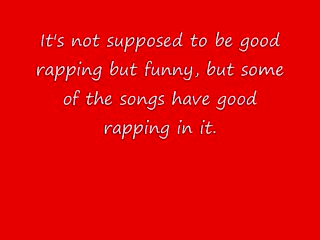 It's not supposed to be good
rapping but funny, but some
of the songs have good
rapping in it.